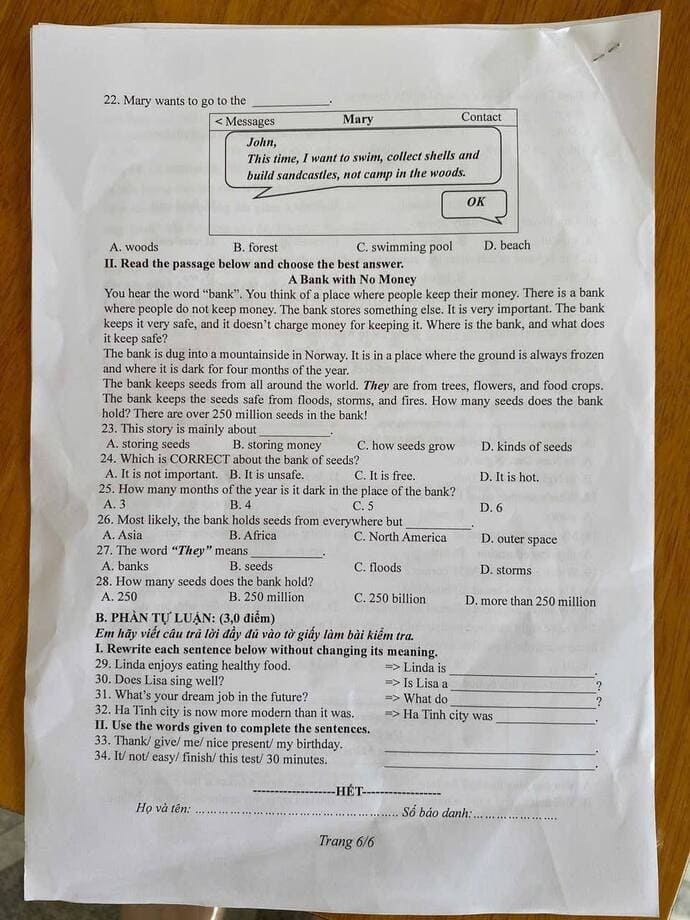 22. Mary wants to go to the ____________.
< Messages Mary Contact
John,
This time, I want to swim, collect shells and
build sandcastles, not camp in the woods.
OK
A. woods B. forest C. swimming pool D. beach
II. Read the passage below and choose the best answer.
A Bank with No Money
You hear the word “bank”. You think of a place where people keep their money. There is a bank
where people do not keep money. The bank stores something else. It is very important. The bank
keeps it very safe, and it doesn’t charge money for keeping it. Where is the bank, and what does
it keep safe?
The bank is dug into a mountainside in Norway. It is in a place where the ground is always frozen
and where it is dark for four months of the year.
The bank keeps seeds from all around the world. They are from trees, flowers, and food crops.
The bank keeps the seeds safe from floods, storms, and fires. How many seeds does the bank
hold? There are over 250 million seeds in the bank!
23. This story is mainly about ___________.
A. storing seeds B. storing money C. how seeds grow D. kinds of seeds
24. Which is CORRECT about the bank of seeds?
A. It is not important. B. It is unsafe. C. It is free. D. It is hot.
25. How many months of the year is it dark in the place of the bank?
A. 3 B. 4 C. 5 D. 6
26. Most likely, the bank holds seeds from everywhere but __________.
A. Asia B. Africa C. North America D. outer space
27. The word “They” means ___________.
A. banks B. seeds C. floods D. storms
28. How many seeds does the bank hold?
A. 250 B. 250 million C. 250 billion D. more than 250 million
B. PHẦN TỰ LUẬN: (3,0 điểm)
Em hãy viết câu trả lời đầy đủ vào tờ giấy làm bài kiểm tra.
I. Rewrite each sentence below without changing its meaning.
29. Linda enjoys eating healthy food. => Linda is ______________________.
30. Does Lisa sing well? => Is Lisa a ______________________?
31. What’s your dream job in the future? => What do ______________________?
32. Ha Tinh city is now more modern than it was. => Ha Tinh city was ______________.
II. Use the words given to complete the sentences.
33. Thank/ give/ me/ nice present/ my birthday. ______________________________.
34. It/ not/ easy/ finish/ this test/ 30 minutes. ______________________________.
--------------------HẾT-------------------
Họ và tên: .................................................... Số báo danh:.....................
Trang 6/6